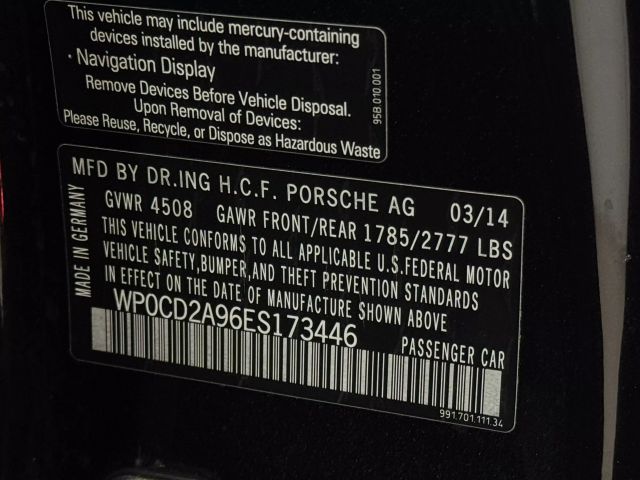 This vehicle may include mercury-containing
devices installed by the manufacturer:
· Navigation Display
Remove Devices Before Vehicle Disposal.
Upon Removal of Devices:
Please Reuse, Recycle, or Dispose as Hazardous Waste
95B.010.001
MADE IN GERMANY
MFD BY DR.ING H.C.F. PORSCHE AG 03/14
GVWR 4508 GAWR FRONT/REAR 1785/2777 LBS
THIS VEHICLE CONFORMS TO ALL APPLICABLE U.S.FEDERAL MOTOR
VEHICLE SAFETY,BUMPER,AND THEFT PREVENTION STANDARDS
IN EFFECT ON THE DATE OF MANUFACTURE SHOWN ABOVE
WP0CD2A96ES173446 PASSENGER CAR
991.701.111.34